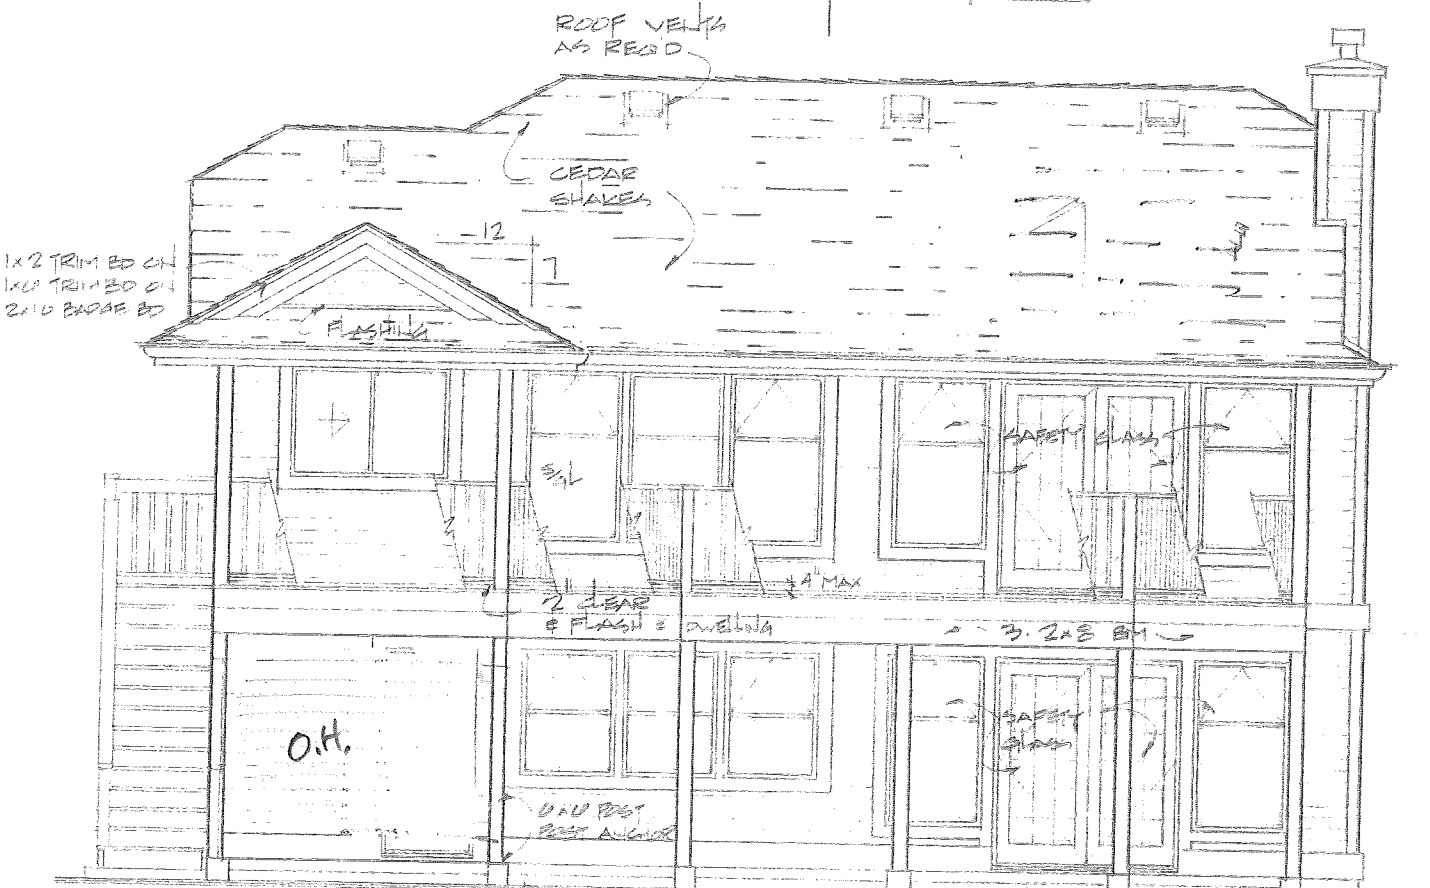 ROOF VENTS
AS REQ'D
CEDAR
SHAKES
12
7
1x2 TRIM BD ON
1x6 TRIM BD ON
2x10 BARGE BD
FLASHING
SAFETY GLASS
S/GL
4" MAX
2" CLEAR
& FLASH @ DWELLING
3-2x8 BM
O.H.
SAFETY
GLASS
6x6 POST
POST ANCHOR